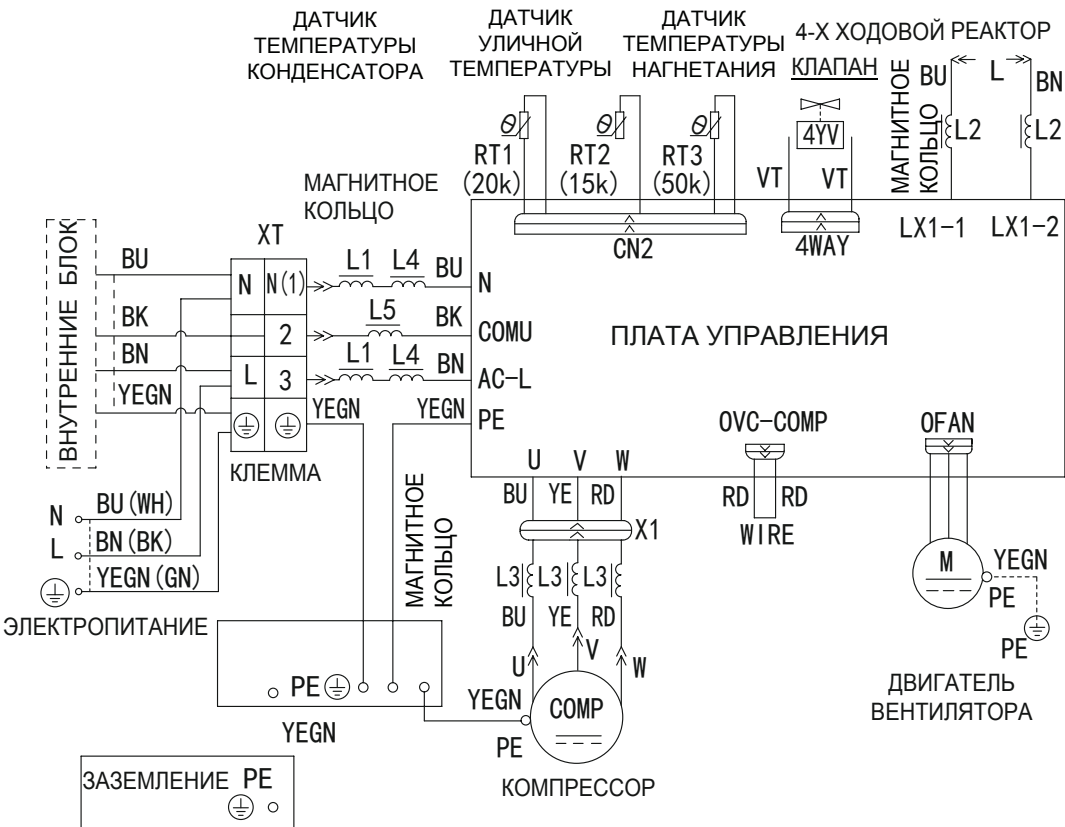 ДАТЧИК
ТЕМПЕРАТУРЫ
КОНДЕНСАТОРА
ДАТЧИК
УЛИЧНОЙ
ТЕМПЕРАТУРЫ
ДАТЧИК
ТЕМПЕРАТУРЫ
НАГНЕТАНИЯ
4-Х ХОДОВОЙ РЕАКТОР
КЛАПАН
BU L BN
МАГНИТНОЕ
КОЛЬЦО
L2 L2
4YV
θ θ θ
RT1
(20k)
RT2
(15k)
RT3
(50k)
VT VT
CN2
4WAY
LX1-1 LX1-2
МАГНИТНОЕ
КОЛЬЦО
ВНУТРЕННИЕ БЛОК
BU
BK
BN
YEGN
XT
N N(1)
2
L 3
КЛЕММА
L1 L4 BU N
L5 BK COMU
L1 L4 BN AC-L
YEGN YEGN PE
ПЛАТА УПРАВЛЕНИЯ
OVC-COMP
OFAN
U V W
BU YE RD
X1
RD RD
WIRE
N BU(WH)
L BN(BK)
YEGN(GN)
ЭЛЕКТРОПИТАНИЕ
МАГНИТНОЕ
КОЛЬЦО
L3 L3 L3
BU YE RD
U V W
M
YEGN
PE
PE
ДВИГАТЕЛЬ
ВЕНТИЛЯТОРА
PE
YEGN
YEGN
PE
COMP
КОМПРЕССОР
ЗАЗЕМЛЕНИЕ PE